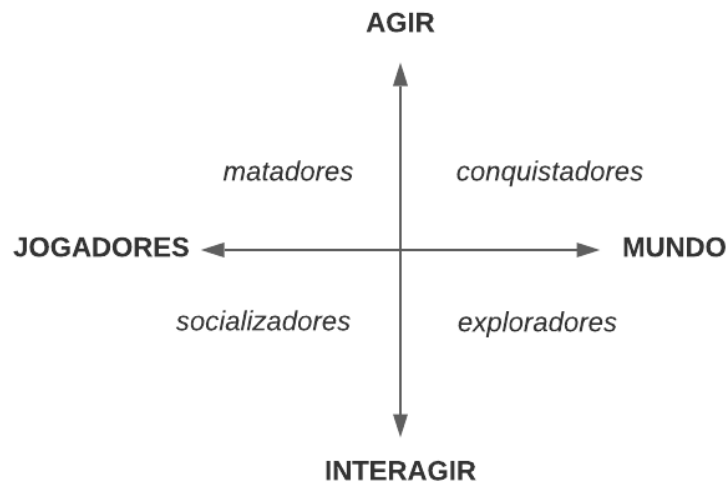 AGIR
matadores
conquistadores
JOGADORES
MUNDO
socializadores
exploradores
INTERAGIR